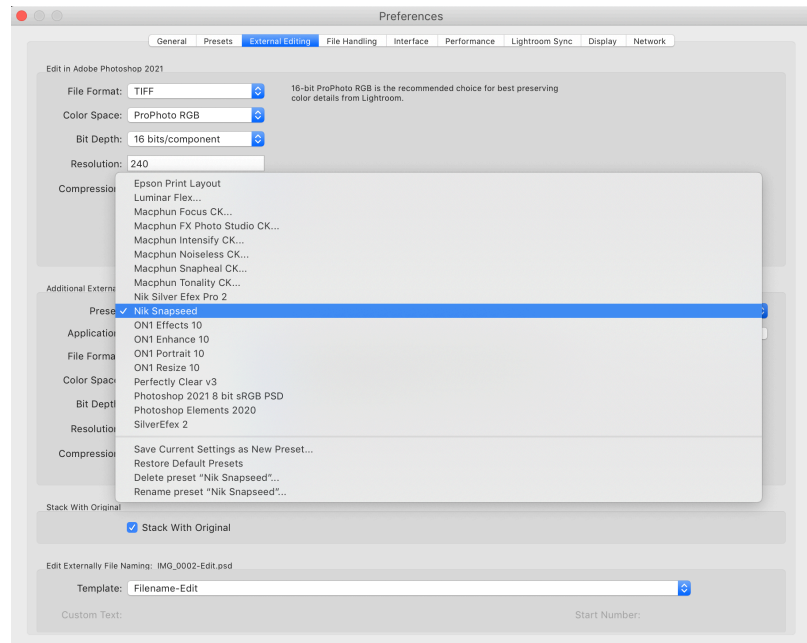 Preferences
General Presets External Editing File Handling Interface Performance Lightroom Sync Display Network
Edit in Adobe Photoshop 2021
File Format: TIFF
16-bit ProPhoto RGB is the recommended choice for best preserving
color details from Lightroom.
Color Space: ProPhoto RGB
Bit Depth: 16 bits/component
Resolution: 240
Compression
Epson Print Layout
Luminar Flex...
Macphun Focus CK...
Macphun FX Photo Studio CK...
Macphun Intensify CK...
Macphun Noiseless CK...
Macphun Snapheal CK...
Macphun Tonality CK...
Nik Silver Efex Pro 2
Additional Externa
Prese ✓ Nik Snapseed
Application ON1 Effects 10
ON1 Enhance 10
File Forma ON1 Portrait 10
ON1 Resize 10
Color Space Perfectly Clear v3
Photoshop 2021 8 bit sRGB PSD
Bit Depth Photoshop Elements 2020
Resolution SilverEfex 2
Compression Save Current Settings as New Preset...
Restore Default Presets
Delete preset “Nik Snapseed”...
Rename preset “Nik Snapseed”...
Stack With Original
Stack With Original
Edit Externally File Naming: IMG_0002-Edit.psd
Template: Filename-Edit
Custom Text: Start Number: